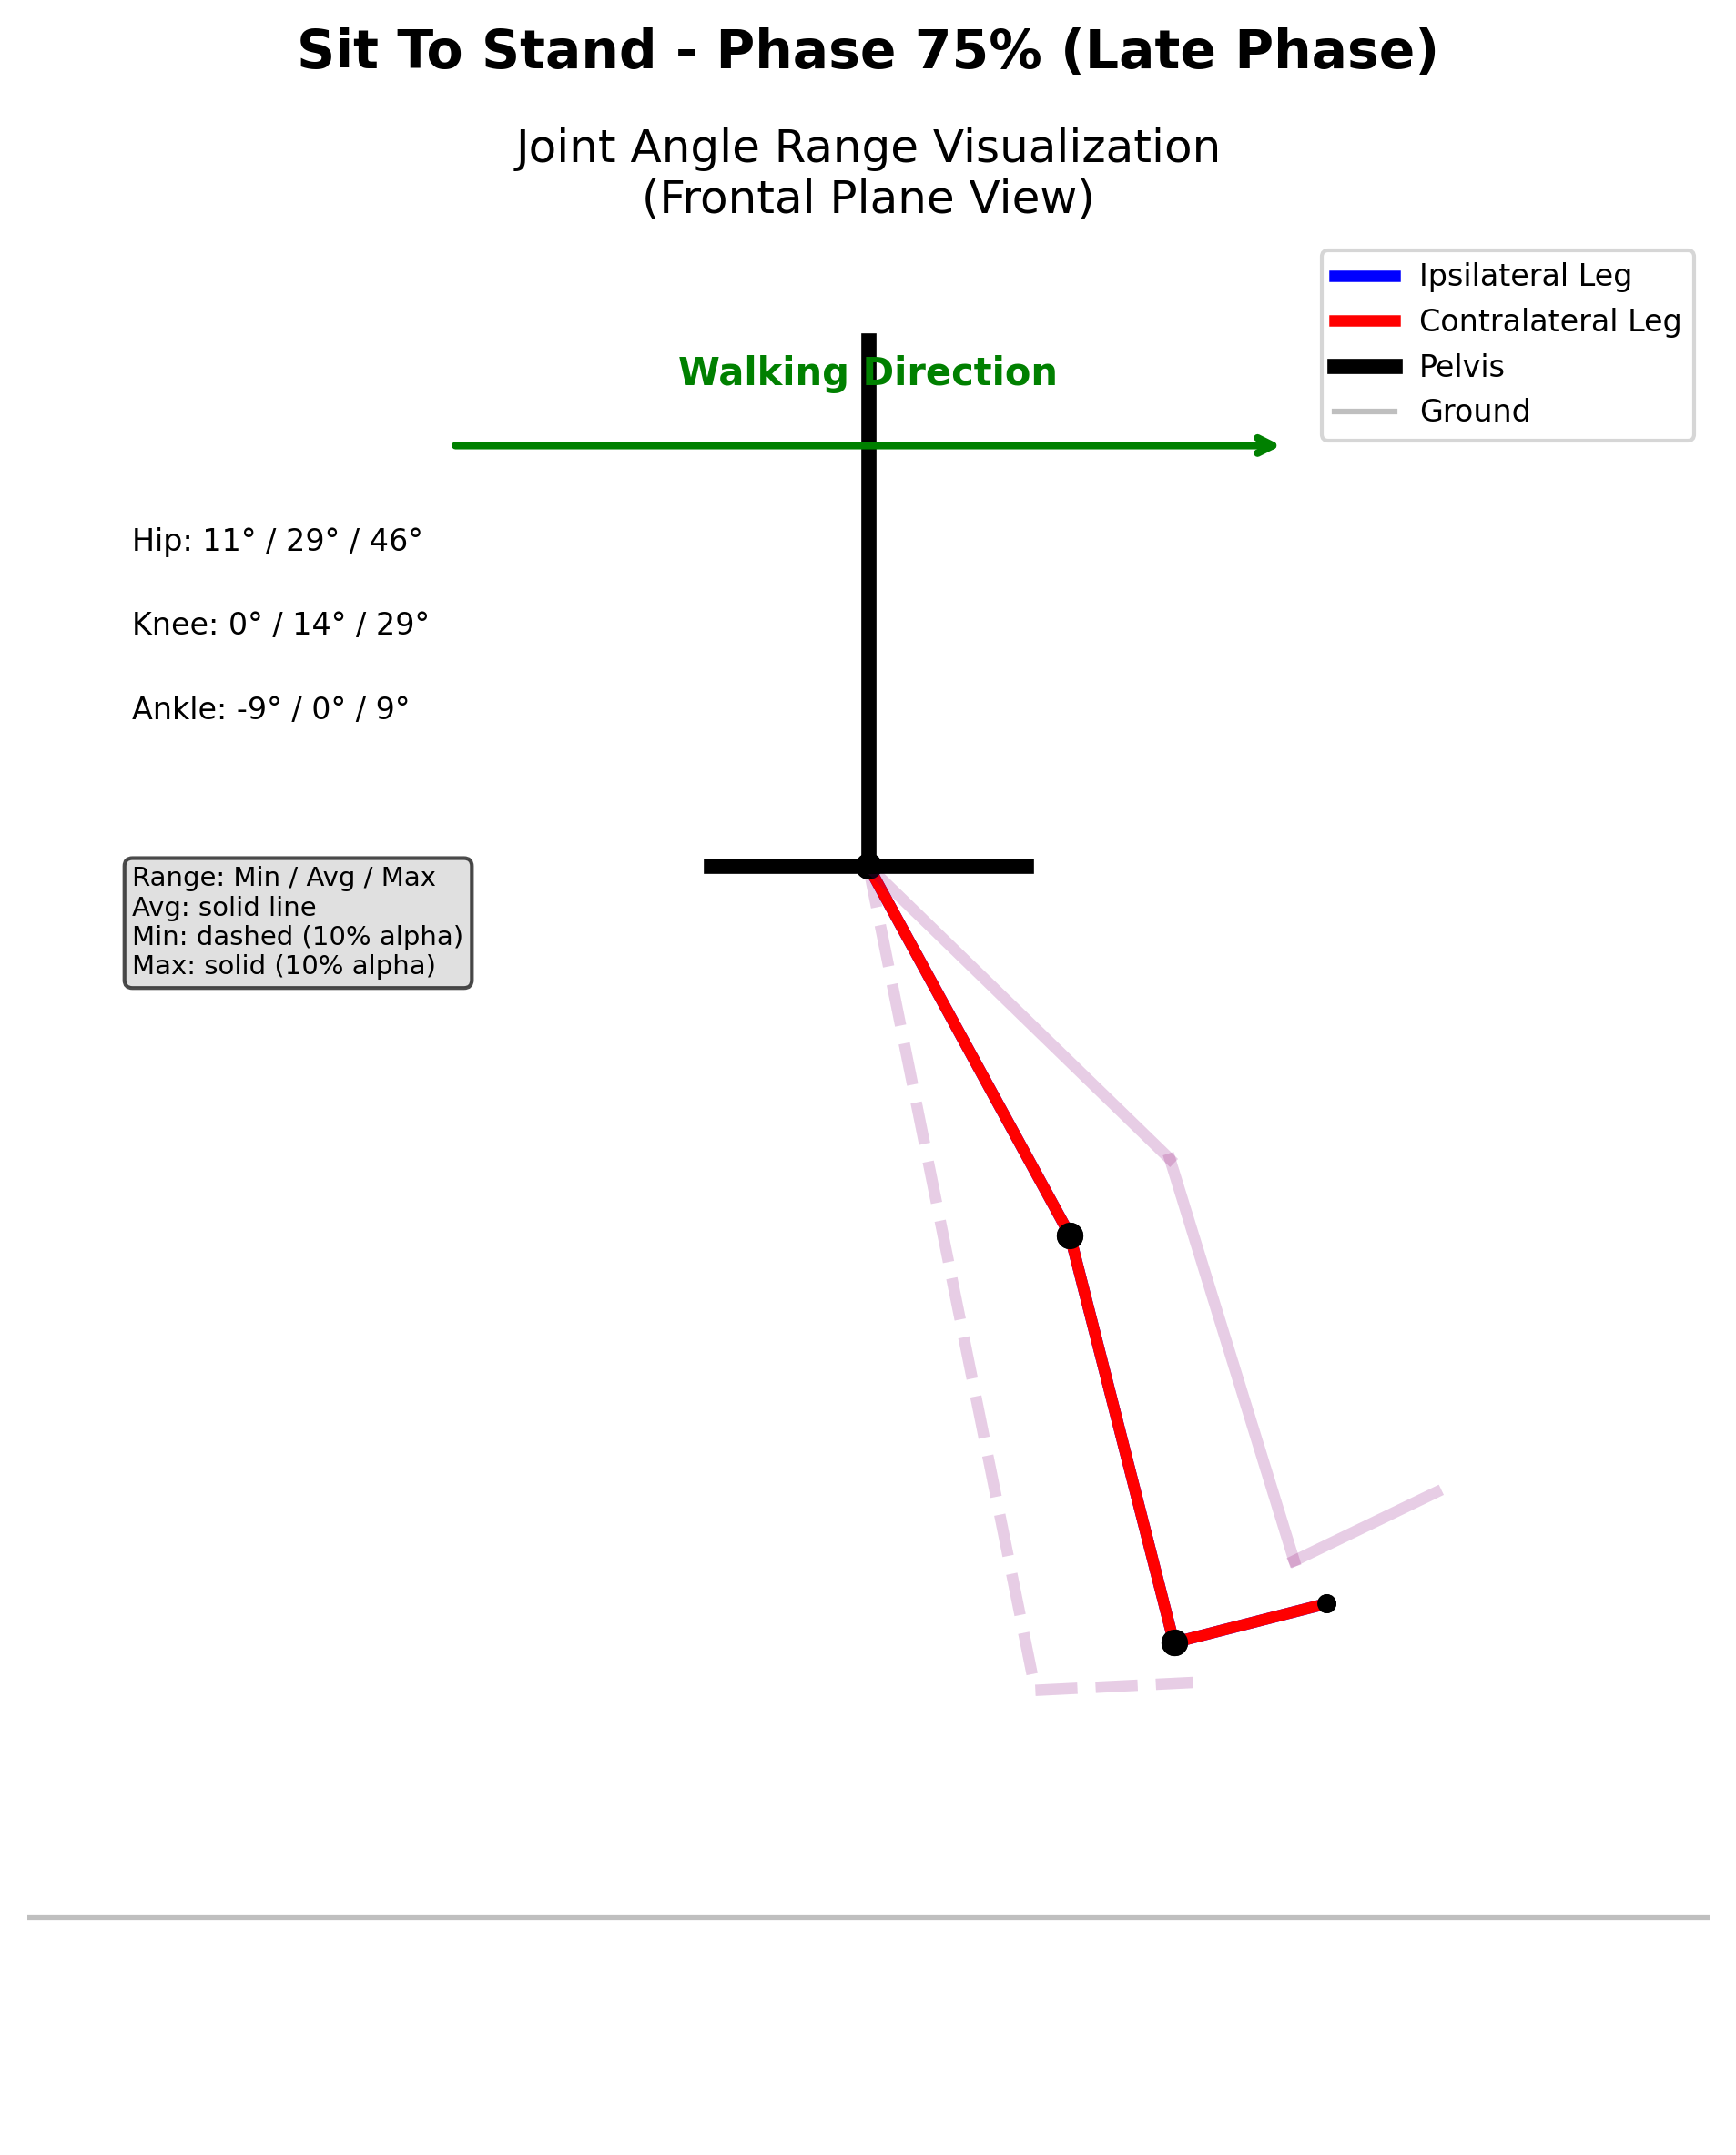 Sit To Stand - Phase 75% (Late Phase)
Joint Angle Range Visualization
(Frontal Plane View)
Ipsilateral Leg
Contralateral Leg
Pelvis
Ground
Walking Direction
Hip: 11° / 29° / 46°
Knee: 0° / 14° / 29°
Ankle: -9° / 0° / 9°
Range: Min / Avg / Max
Avg: solid line
Min: dashed (10% alpha)
Max: solid (10% alpha)